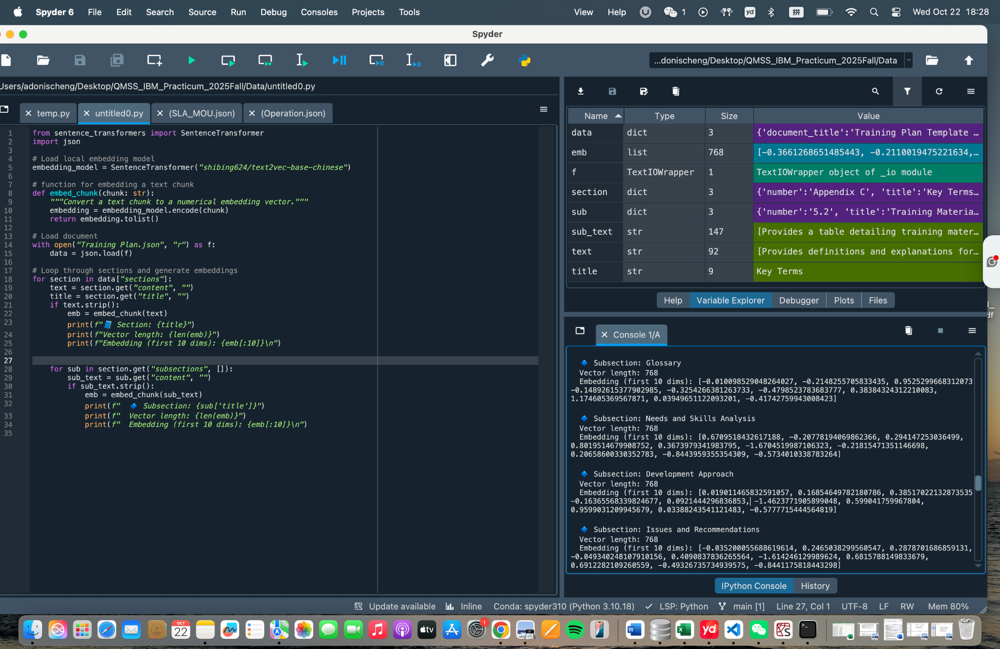 Spyder 6 File Edit Search Source Run Debug Consoles Projects Tools View Help 1 yd 拼 Wed Oct 22 18:28
Spyder
...donischeng/Desktop/QMSS_IBM_Practicum_2025Fall/Data
Users/adonischeng/Desktop/QMSS_IBM_Practicum_2025Fall/Data/untitled0.py
temp.py untitled0.py (SLA_MOU.json) (Operation.json)
1 from sentence_transformers import SentenceTransformer
2 import json
3
4 # Load local embedding model
5 embedding_model = SentenceTransformer("shibing624/text2vec-base-chinese")
6
7 # function for embedding a text chunk
8 def embed_chunk(chunk: str):
9 """Convert a text chunk to a numerical embedding vector."""
10 embedding = embedding_model.encode(chunk)
11 return embedding.tolist()
12
13 # Load document
14 with open("Training Plan.json", "r") as f:
15 data = json.load(f)
16
17 # Loop through sections and generate embeddings
18 for section in data["sections"]:
19 text = section.get("content", "")
20 title = section.get("title", "")
21 if text.strip():
22 emb = embed_chunk(text)
23 print(f"📘 Section: {title}")
24 print(f"Vector length: {len(emb)}")
25 print(f"Embedding (first 10 dims): {emb[:10]}\n")
26
27
28 for sub in section.get("subsections", []):
29 sub_text = sub.get("content", "")
30 if sub_text.strip():
31 emb = embed_chunk(sub_text)
32 print(f"  🔹 Subsection: {sub['title']}")
33 print(f"  Vector length: {len(emb)}")
34 print(f"  Embedding (first 10 dims): {emb[:10]}\n")
35
Name Type Size Value
data dict 3 {'document_title':'Training Plan Template …
emb list 768 [-0.3661268651485443, -0.2110019475221634,…
f TextIOWrapper 1 TextIOWrapper object of _io module
section dict 3 {'number':'Appendix C', 'title':'Key Terms…
sub dict 3 {'number':'5.2', 'title':'Training Materia…
sub_text str 147 [Provides a table detailing training mater…
text str 92 [Provides definitions and explanations for…
title str 9 Key Terms
Help Variable Explorer Debugger Plots Files
Console 1/A
🔹 Subsection: Glossary
Vector length: 768
Embedding (first 10 dims): [-0.010098529048264027, -0.2148255705833435, 0.9525299668312073
-0.14892615377902985, -0.3254266381263733, -0.4798523783683777, 0.38384324312210083,
1.174605369567871, 0.03949651122093201, -0.41742759943008423]
🔹 Subsection: Needs and Skills Analysis
Vector length: 768
Embedding (first 10 dims): [0.6709518432617188, -0.20778194069862366, 0.294147253036499,
0.8019514679908752, 0.3673979341983795, -1.6704519987106323, -0.21815471351146698,
0.20658600330352783, -0.8443959355354309, -0.5734010338783264]
🔹 Subsection: Development Approach
Vector length: 768
Embedding (first 10 dims): [0.019011465832591057, 0.16854649782180786, 0.38517022132873535
-0.16365568339824677, 0.0921444296836853, -1.4623771905899048, 0.599041759967804,
0.9599031209945679, 0.03388243541121483, -0.5777715444564819]
🔹 Subsection: Issues and Recommendations
Vector length: 768
Embedding (first 10 dims): [-0.035200055688619614, 0.2465038299560547, 0.2878701686859131,
-0.049340248107910156, 0.4090837836265564, -1.614246129989624, 0.6815788149833679,
0.6912282109260559, -0.49326735734939575, -0.8441175818443298]
IPython Console History
Update available Inline Conda: spyder310 (Python 3.10.18) LSP: Python main [1] Line 27, Col 1 UTF-8 LF RW Mem 80%
OCT
22 tv 1 yd